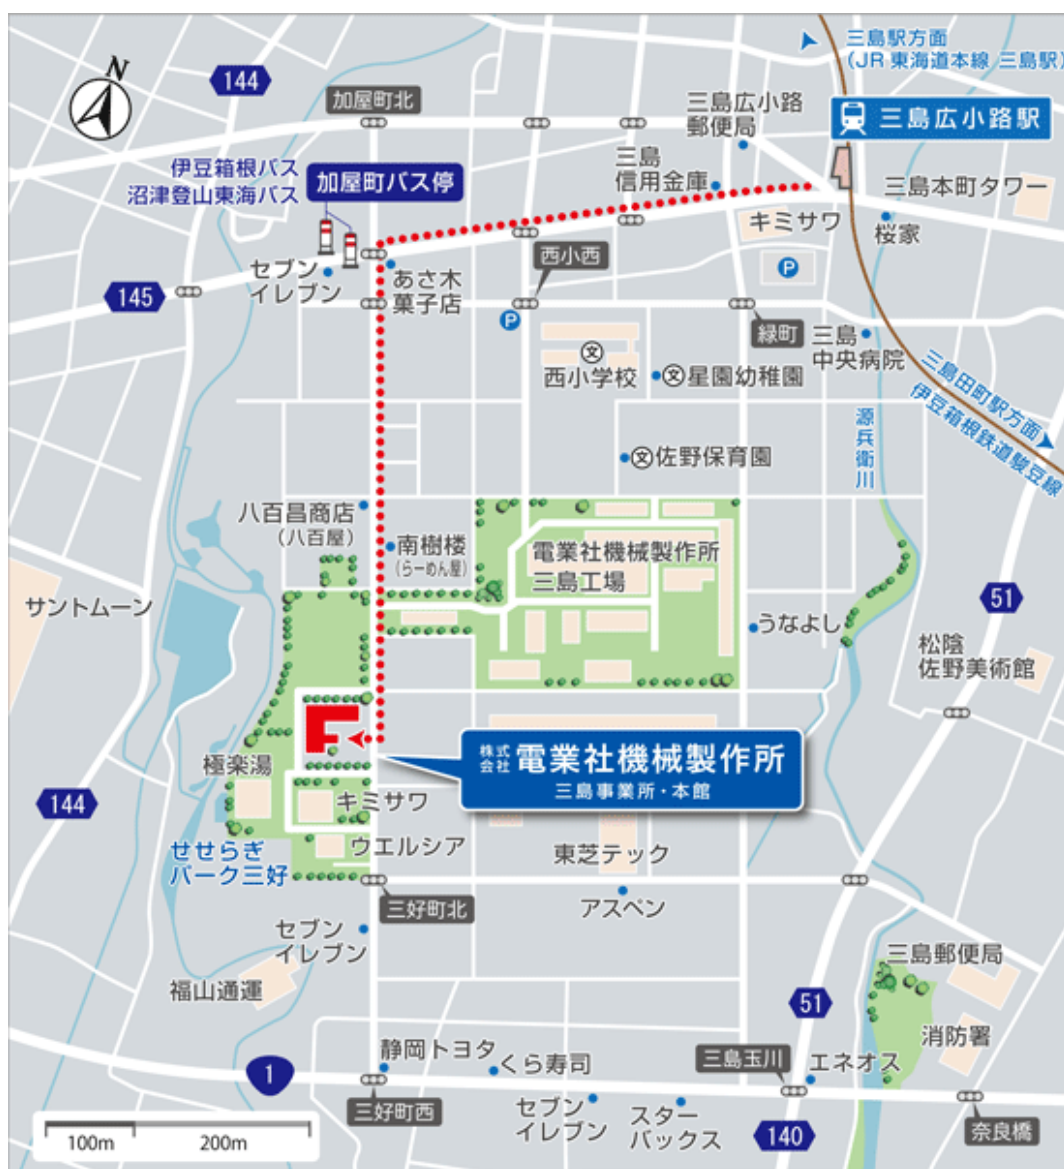 N
144
加屋町北
三島広小路
郵便局
三島駅方面
(JR 東海道本線 三島駅)
三島広小路駅
伊豆箱根バス
沼津登山東海バス
加屋町バス停
三島
信用金庫
三島本町タワー
キミサワ
桜家
セブン
イレブン
あさ木
菓子店
西小西
P
145
P
緑町
三島
中央病院
文
西小学校
文星園幼稚園
三島田町駅方面
伊豆箱根鉄道駿豆線
源兵衛川
文佐野保育園
八百昌商店
(八百屋)
南樹楼
(らーめん屋)
電業社機械製作所
三島工場
サントムーン
うなよし
51
松陰
佐野美術館
株式
会社
電業社機械製作所
三島事業所・本館
極楽湯
キミサワ
144
ウエルシア
せせらぎ
パーク三好
東芝テック
三好町北
アスペン
セブン
イレブン
福山通運
三島郵便局
51
消防署
静岡トヨタ
くら寿司
三島玉川
エネオス
1
三好町西
セブン
イレブン
スター
バックス
140
奈良橋
100m
200m